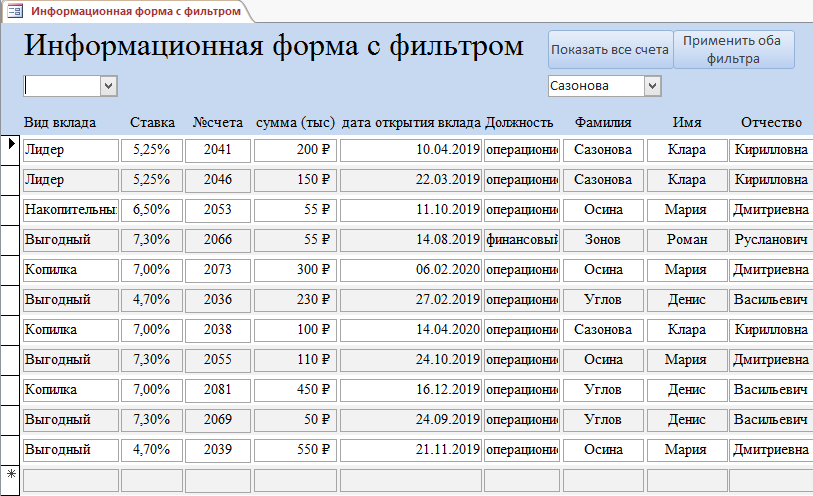 Информационная форма с фильтром
Информационная форма с фильтром
Показать все счета
Применить оба
фильтра
Сазонова
Вид вклада Ставка №счета сумма (тыс) дата открытия вклада Должность Фамилия Имя Отчество
Лидер 5,25% 2041 200 ₽ 10.04.2019 операционис Сазонова Клара Кирилловна
Лидер 5,25% 2046 150 ₽ 22.03.2019 операционис Сазонова Клара Кирилловна
Накопительный 6,50% 2053 55 ₽ 11.10.2019 операционис Осина Мария Дмитриевна
Выгодный 7,30% 2066 55 ₽ 14.08.2019 финансовый Зонов Роман Русланович
Копилка 7,00% 2073 300 ₽ 06.02.2020 операционис Осина Мария Дмитриевна
Выгодный 4,70% 2036 230 ₽ 27.02.2019 операционис Углов Денис Васильевич
Копилка 7,00% 2038 100 ₽ 14.04.2020 операционис Сазонова Клара Кирилловна
Выгодный 7,30% 2055 110 ₽ 24.10.2019 операционис Осина Мария Дмитриевна
Копилка 7,00% 2081 450 ₽ 16.12.2019 операционис Углов Денис Васильевич
Выгодный 7,30% 2069 50 ₽ 24.09.2019 операционис Углов Денис Васильевич
Выгодный 4,70% 2039 550 ₽ 21.11.2019 операционис Осина Мария Дмитриевна